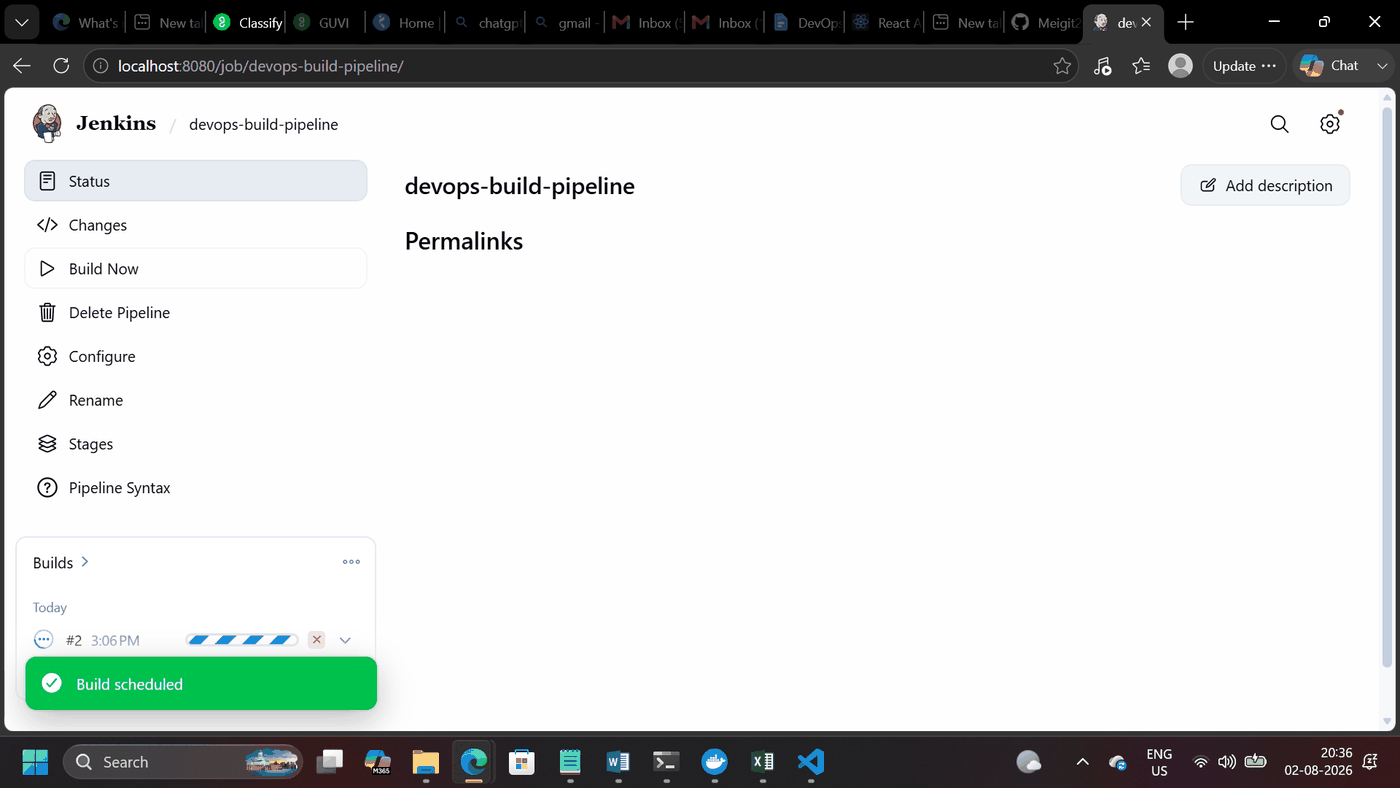 What's
New ta
Classify
GUVI
Home
chatgp
gmail -
Inbox (
Inbox (
DevOps
React A
New ta
Meigit2
dev
localhost:8080/job/devops-build-pipeline/
Update
Chat
Jenkins / devops-build-pipeline
Status
Changes
Build Now
Delete Pipeline
Configure
Rename
Stages
Pipeline Syntax
devops-build-pipeline
Add description
Permalinks
Builds
Today
#2 3:06 PM
Build scheduled
Search
M365
ENG
US
20:36
02-08-2026